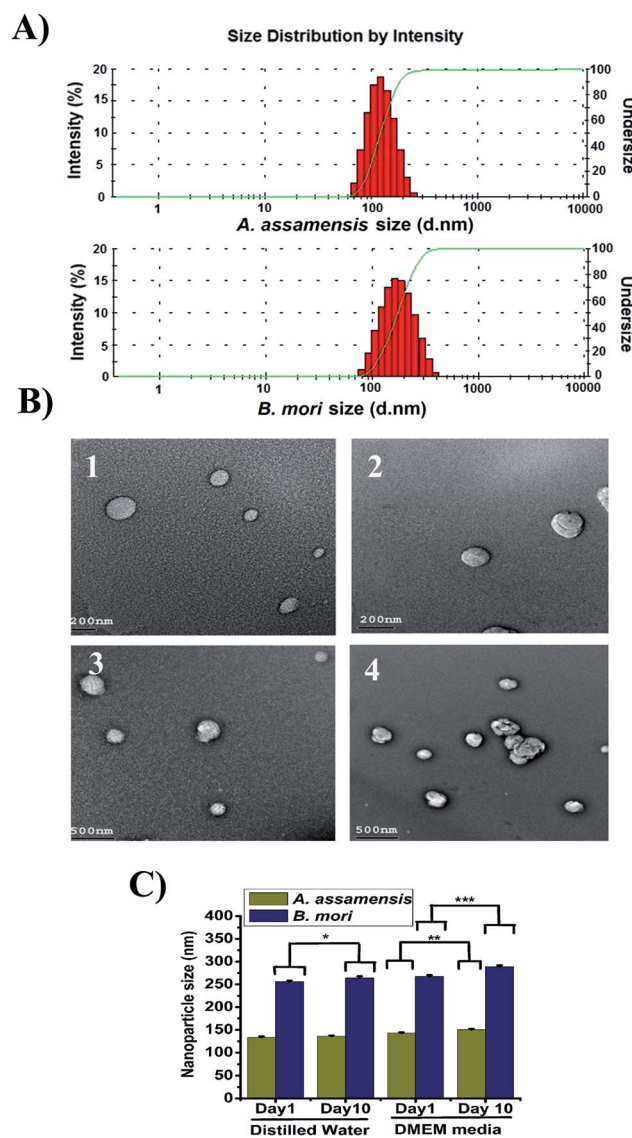 A)
Size Distribution by Intensity
Intensity (%)
20
15
10
5
0
100
80
60
40
20
0
Undersize
1 10 100 1000 10000
A. assamensis size (d.nm)
Intensity (%)
20
15
10
5
0
100
80
60
40
20
0
Undersize
1 10 100 1000 10000
B. mori size (d.nm)
B)
1
200nm
2
200nm
3
500nm
4
500nm
C)
A. assamensis
B. mori
Nanoparticle size (nm)
400
350
300
250
200
150
100
50
0
* ** ***
Day1 Day10 Day1 Day 10
Distilled Water DMEM media